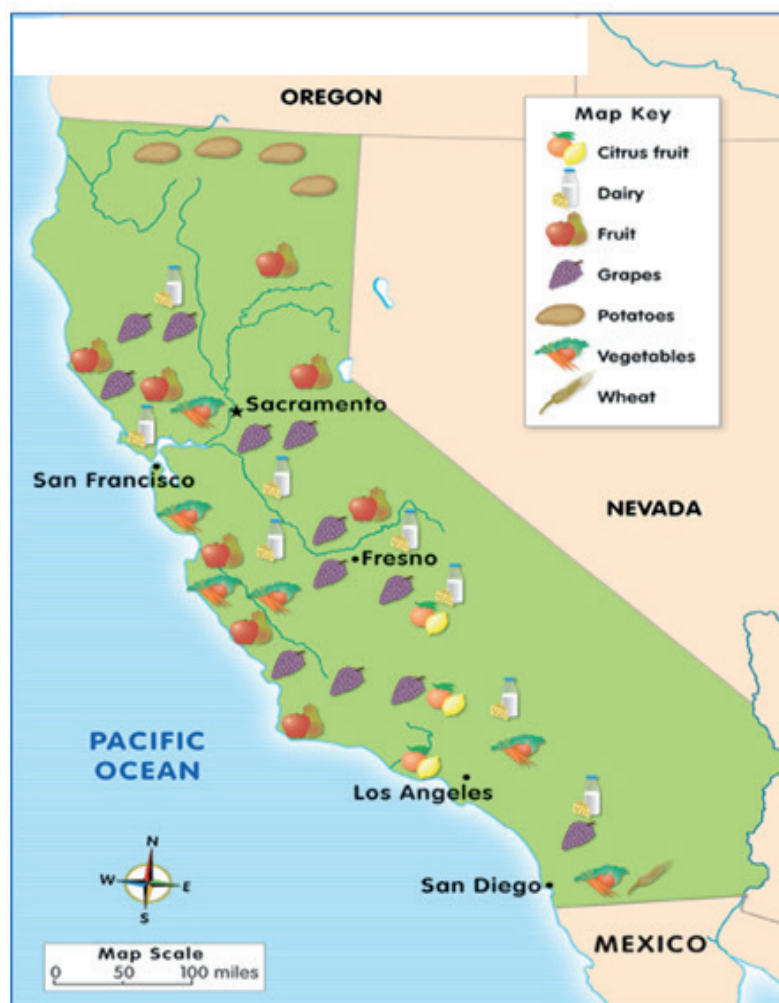 OREGON
Map Key
Citrus fruit
Dairy
Fruit
Grapes
Potatoes
Vegetables
Wheat
Sacramento
San Francisco
NEVADA
Fresno
PACIFIC
OCEAN
Los Angeles
San Diego
MEXICO
N
W E
S
Map Scale
0 50 100 miles